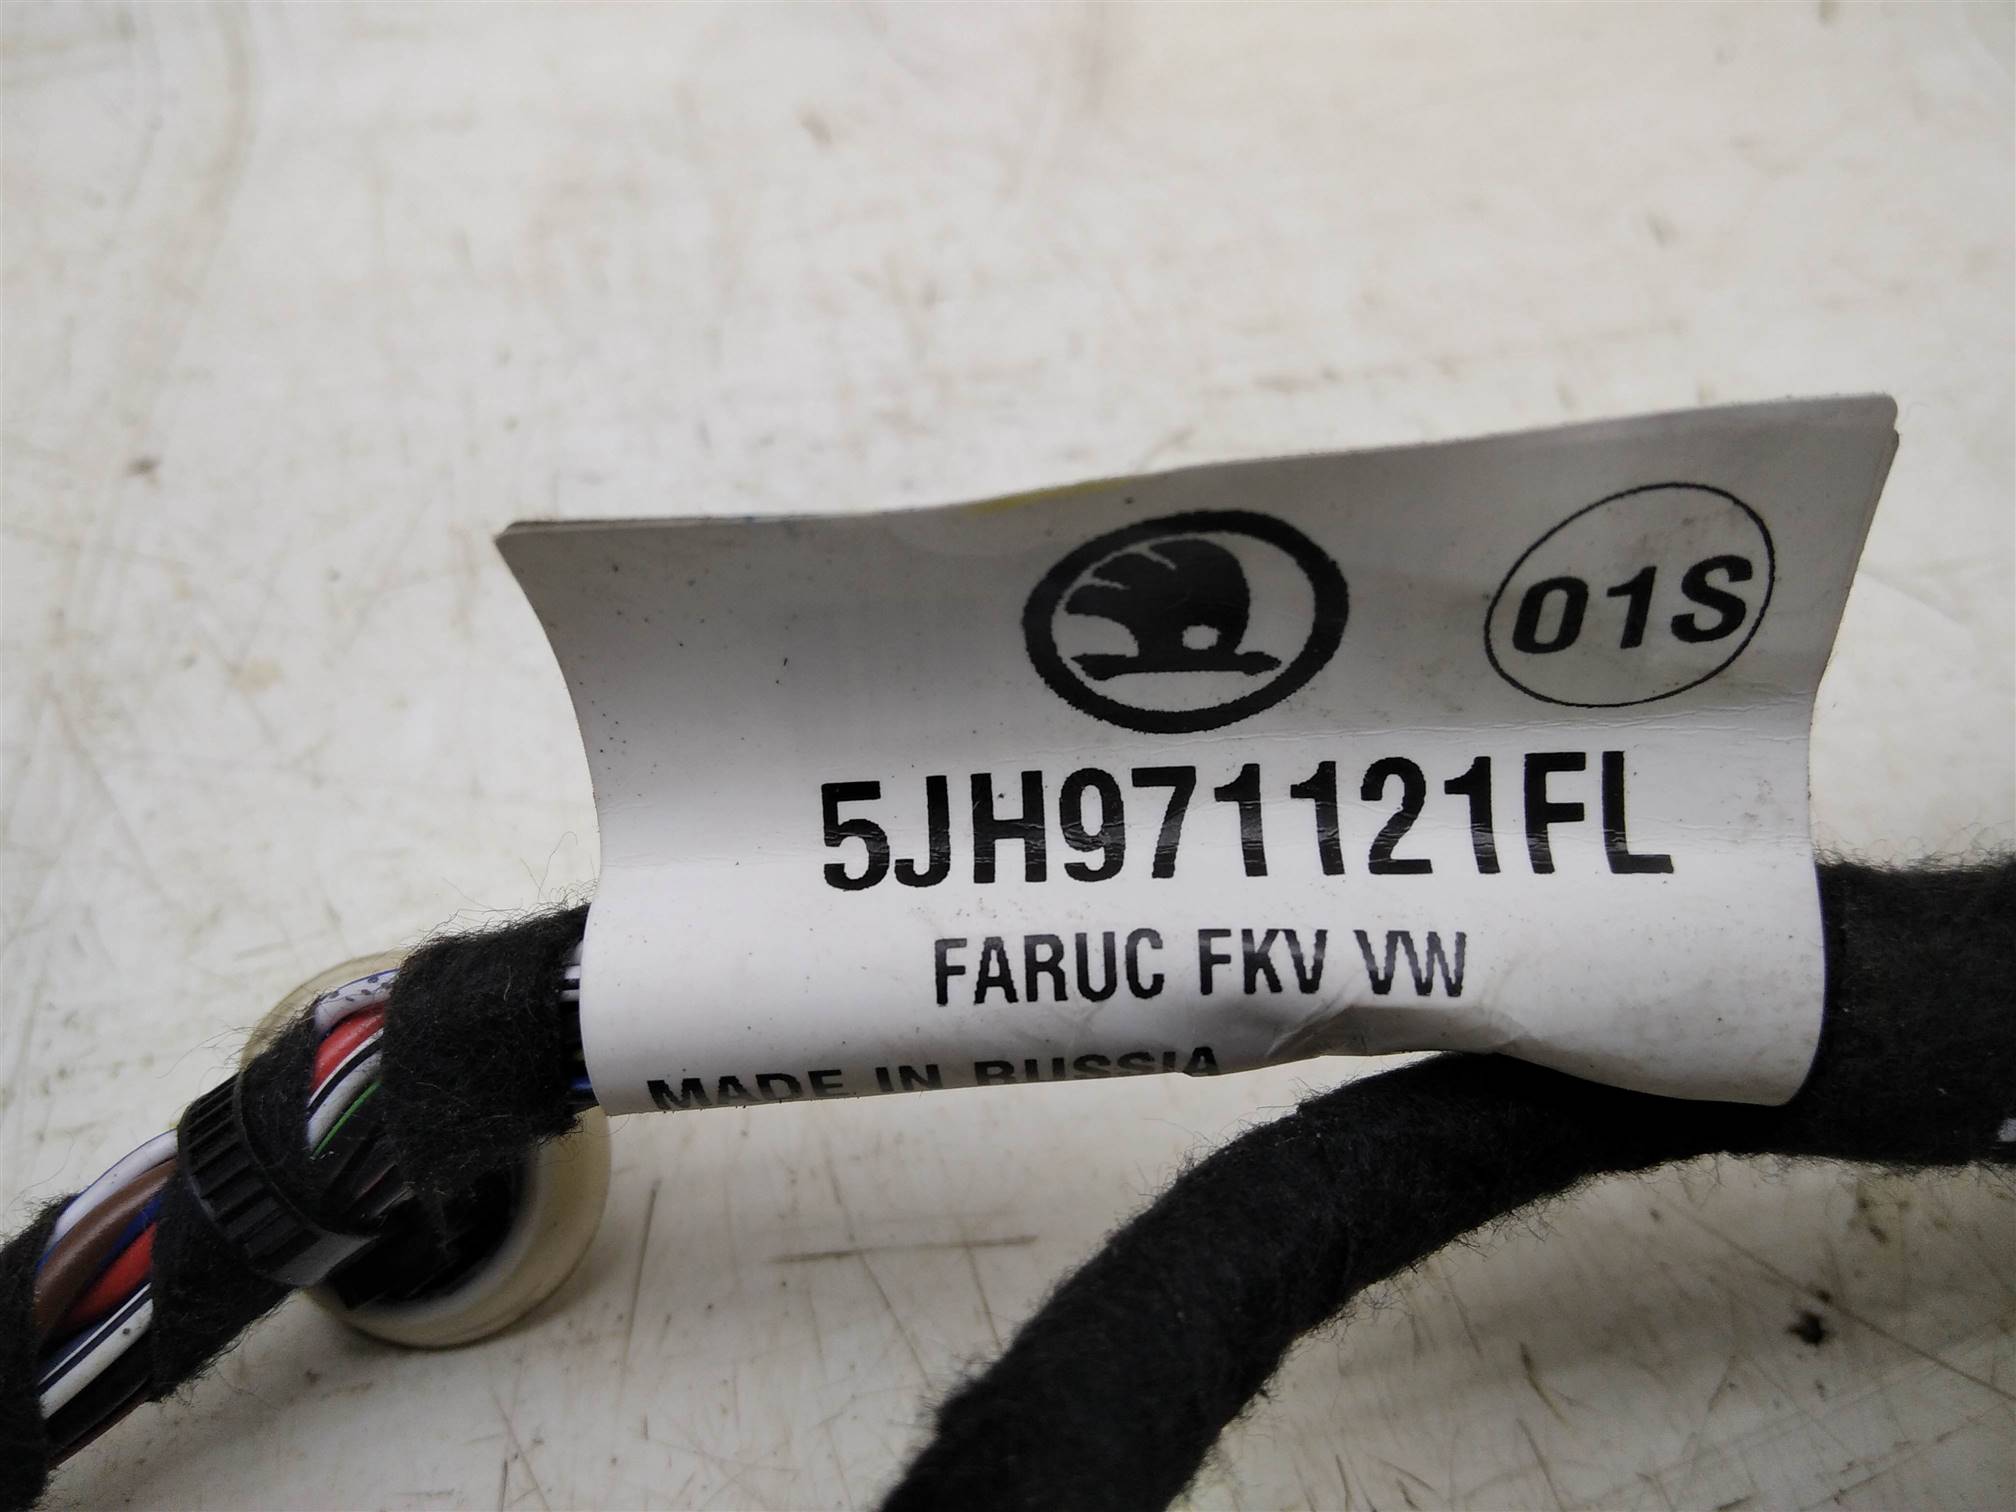 01S
5JH971121FL
FARUC FKV VW
MADE IN RUSSIA